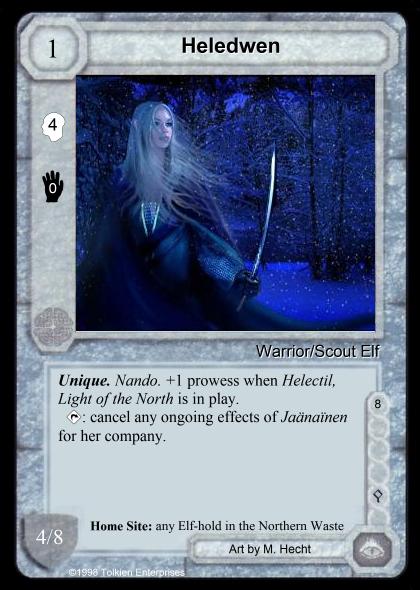 1
Heledwen
4
0
Warrior/Scout Elf
Unique. Nando. +1 prowess when Helectil,
Light of the North is in play.
: cancel any ongoing effects of Jaänaïnen
for her company.
8
Home Site: any Elf-hold in the Northern Waste
4/8
Art by M. Hecht
©1998 Tolkien Enterprises